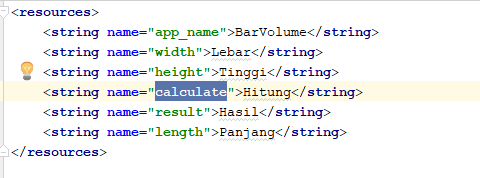 <resources>
<string name="app_name">BarVolume</string>
<string name="width">Lebar</string>
<string name="height">Tinggi</string>
<string name="calculate">Hitung</string>
<string name="result">Hasil</string>
<string name="length">Panjang</string>
</resources>